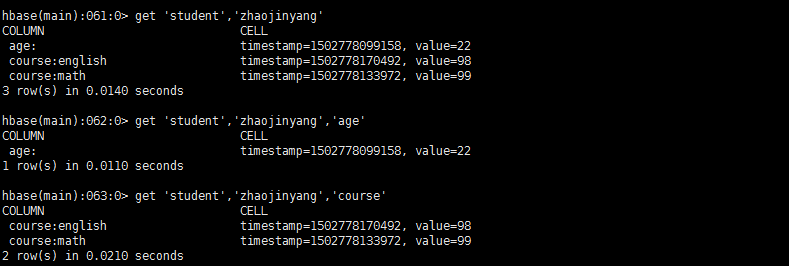 hbase(main):061:0> get 'student','zhaojinyang'
COLUMN CELL
age: timestamp=1502778099158, value=22
course:english timestamp=1502778170492, value=98
course:math timestamp=1502778133972, value=99
3 row(s) in 0.0140 seconds
hbase(main):062:0> get 'student','zhaojinyang','age'
COLUMN CELL
age: timestamp=1502778099158, value=22
1 row(s) in 0.0110 seconds
hbase(main):063:0> get 'student','zhaojinyang','course'
COLUMN CELL
course:english timestamp=1502778170492, value=98
course:math timestamp=1502778133972, value=99
2 row(s) in 0.0210 seconds